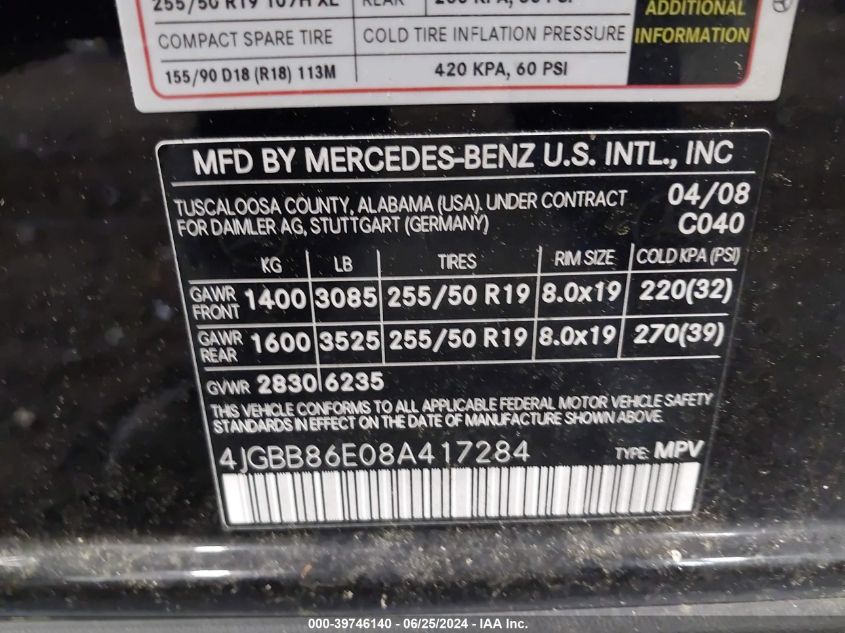 255/50 R19 107H XL REAR
COMPACT SPARE TIRE COLD TIRE INFLATION PRESSURE
155/90 D18 (R18) 113M 420 KPA, 60 PSI
ADDITIONAL
INFORMATION
MFD BY MERCEDES-BENZ U.S. INTL., INC
TUSCALOOSA COUNTY, ALABAMA (USA). UNDER CONTRACT 04/08
FOR DAIMLER AG, STUTTGART (GERMANY) C040
KG LB TIRES RIM SIZE COLD KPA (PSI)
GAWR FRONT 1400 3085 255/50 R19 8.0x19 220(32)
GAWR REAR 1600 3525 255/50 R19 8.0x19 270(39)
GVWR 2830 6235
THIS VEHICLE CONFORMS TO ALL APPLICABLE FEDERAL MOTOR VEHICLE SAFETY
STANDARDS IN EFFECT ON THE DATE OF MANUFACTURE SHOWN ABOVE.
4JGBB86E08A417284 TYPE: MPV
000-39746140 - 06/25/2024 - IAA Inc.